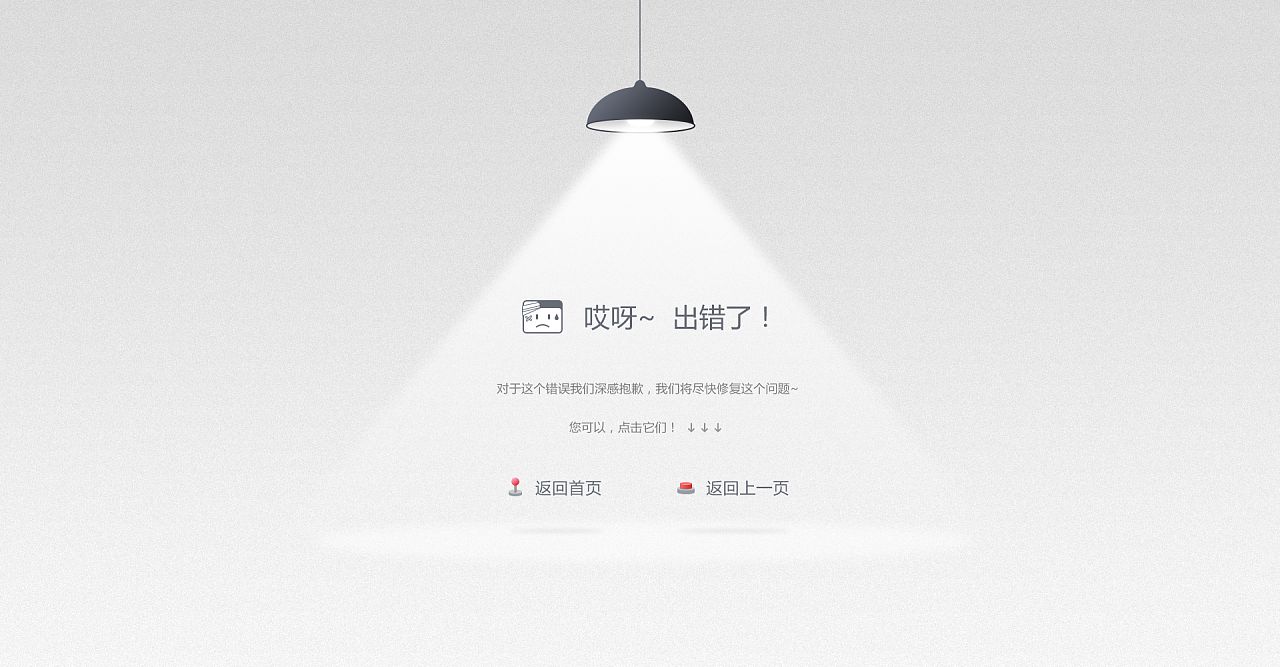 哎呀~ 出错了！
对于这个错误我们深感抱歉，我们将尽快修复这个问题~
您可以，点击它们！ ↓↓↓
返回首页 返回上一页